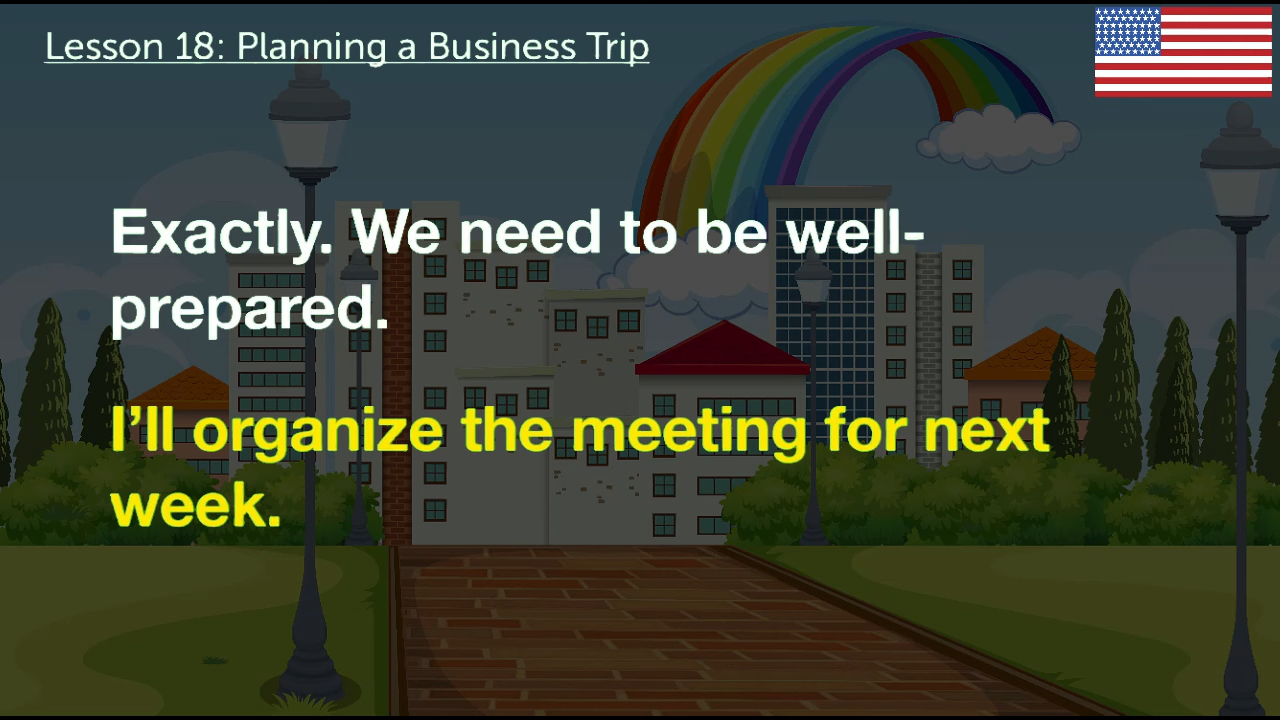 Lesson 18: Planning a Business Trip
Exactly. We need to be well-
prepared.
I’ll organize the meeting for next
week.